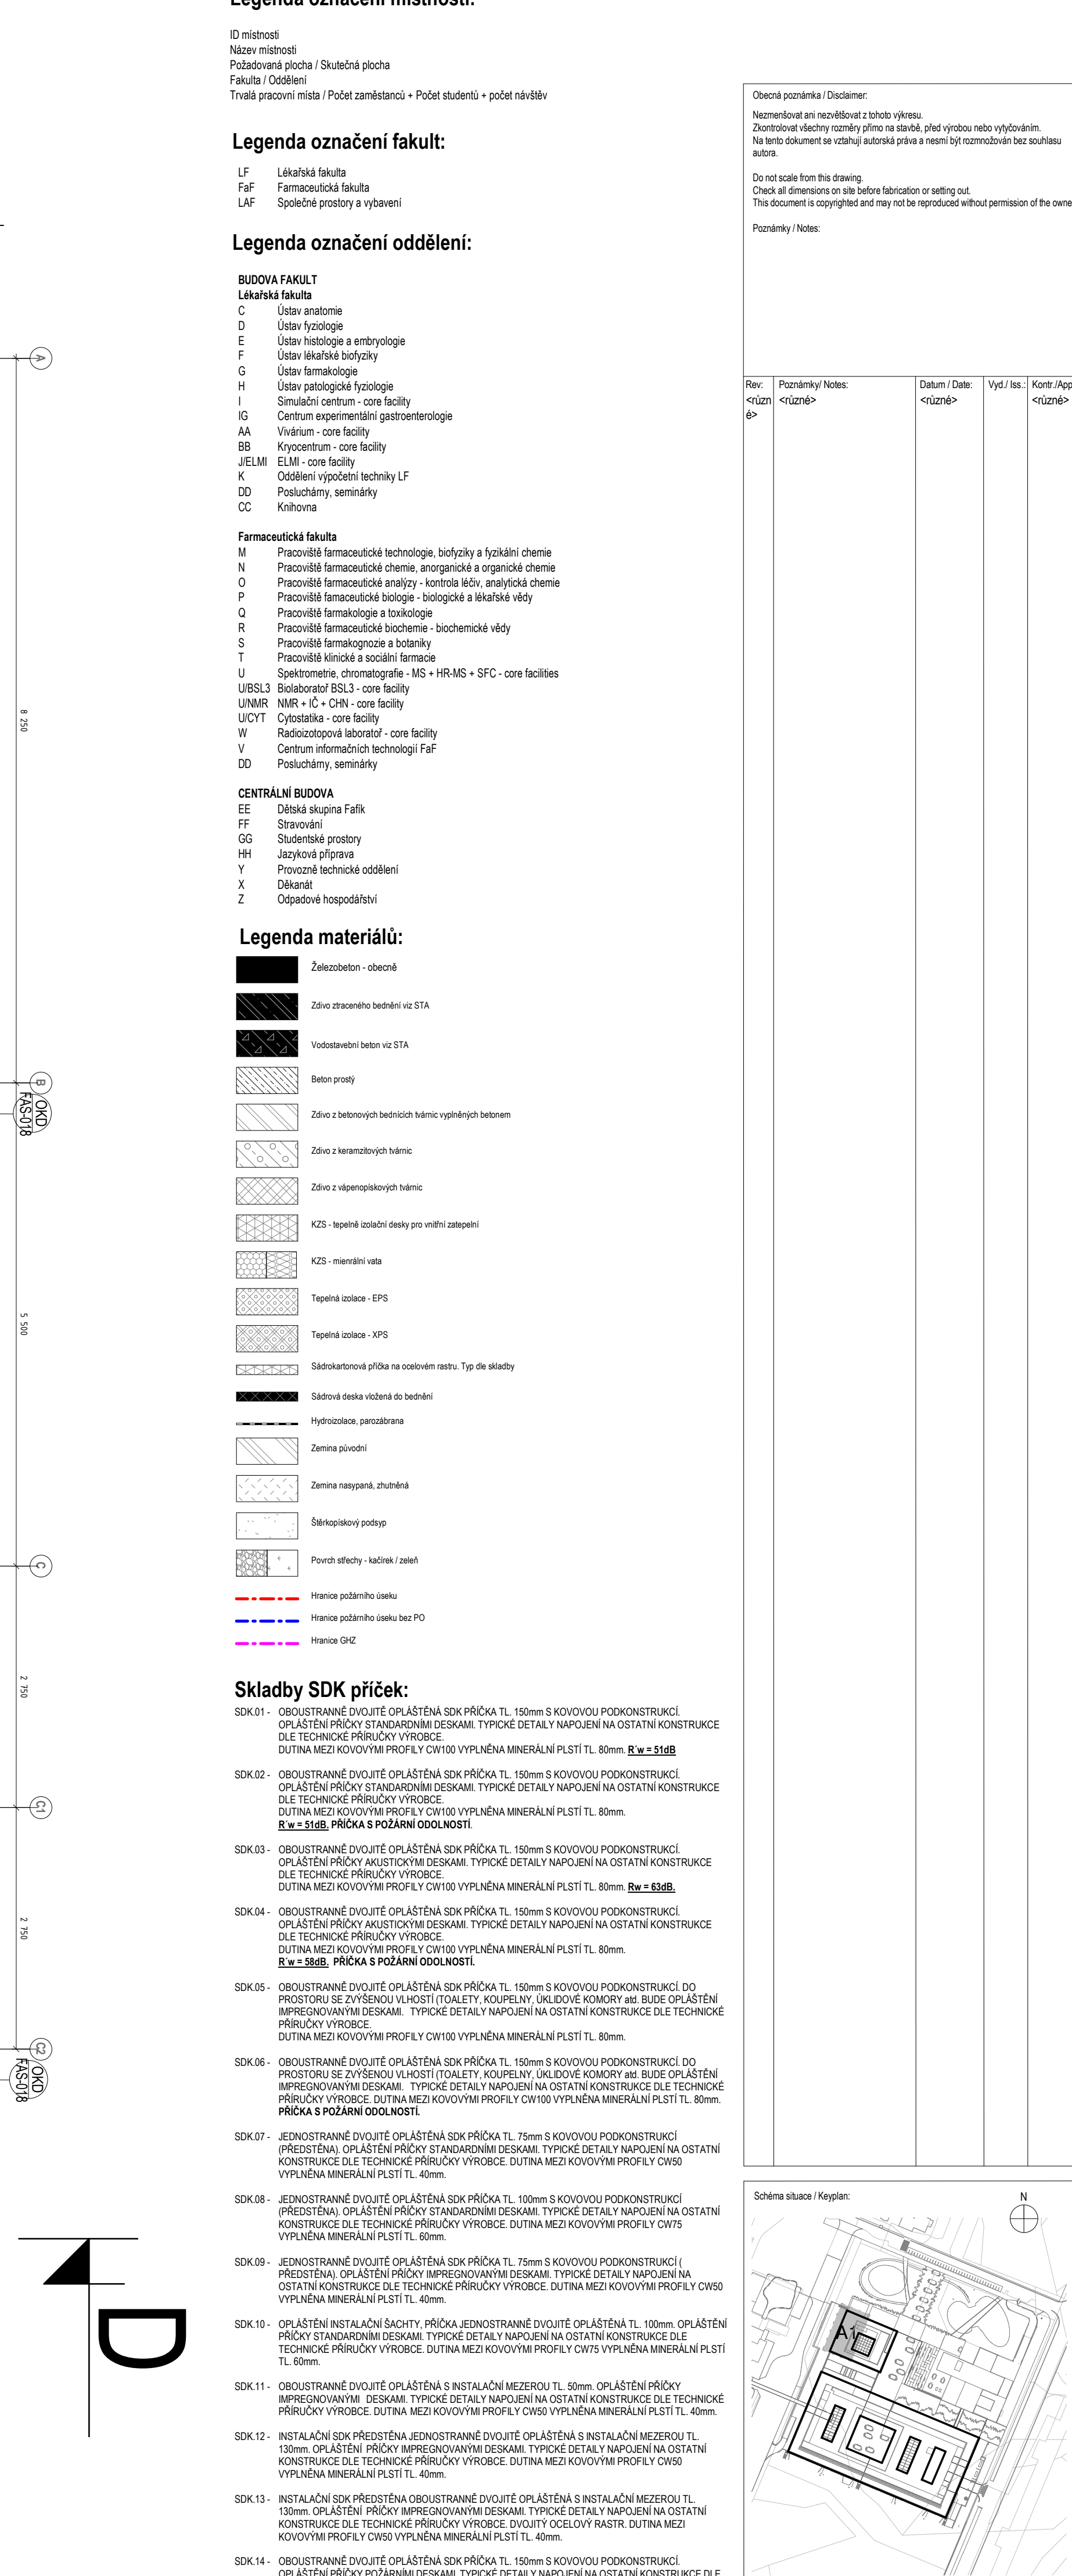 Legenda označení místností:
ID místnosti
Název místnosti
Požadovaná plocha / Skutečná plocha
Fakulta / Oddělení
Trvalá pracovní místa / Počet zaměstanců + Počet studentů + počet návštěv
Legenda označení fakult:
LF Lékařská fakulta
FaF Farmaceutická fakulta
LAF Společné prostory a vybavení
Legenda označení oddělení:
BUDOVA FAKULT
Lékařská fakulta
C Ústav anatomie
D Ústav fyziologie
E Ústav histologie a embryologie
F Ústav lékařské biofyziky
G Ústav farmakologie
H Ústav patologické fyziologie
I Simulační centrum - core facility
IG Centrum experimentální gastroenterologie
AA Vivárium - core facility
BB Kryocentrum - core facility
J/ELMI ELMI - core facility
K Oddělení výpočetní techniky LF
DD Posluchárny, seminárky
CC Knihovna
Farmaceutická fakulta
M Pracoviště farmaceutické technologie, biofyziky a fyzikální chemie
N Pracoviště farmaceutické chemie, anorganické a organické chemie
O Pracoviště farmaceutické analýzy - kontrola léčiv, analytická chemie
P Pracoviště famaceutické biologie - biologické a lékařské vědy
Q Pracoviště farmakologie a toxikologie
R Pracoviště farmaceutické biochemie - biochemické vědy
S Pracoviště farmakognozie a botaniky
T Pracoviště klinické a sociální farmacie
U Spektrometrie, chromatografie - MS + HR-MS + SFC - core facilities
U/BSL3 Biolaboratoř BSL3 - core facility
U/NMR NMR + IČ + CHN - core facility
U/CYT Cytostatika - core facility
W Radioizotopová laboratoř - core facility
V Centrum informačních technologií FaF
DD Posluchárny, seminárky
CENTRÁLNÍ BUDOVA
EE Dětská skupina Fafík
FF Stravování
GG Studentské prostory
HH Jazyková příprava
Y Provozně technické oddělení
X Děkanát
Z Odpadové hospodářství
Legenda materiálů:
Železobeton - obecně
Zdivo ztraceného bednění viz STA
Vodostavební beton viz STA
Beton prostý
Zdivo z betonových bednících tvárnic vyplněných betonem
Zdivo z keramzitových tvárnic
Zdivo z vápenopískových tvárnic
KZS - tepelně izolační desky pro vnitřní zatepelní
KZS - mienrální vata
Tepelná izolace - EPS
Tepelná izolace - XPS
Sádrokartonová příčka na ocelovém rastru. Typ dle skladby
Sádrová deska vložená do bednění
Hydroizolace, parozábrana
Zemina původní
Zemina nasypaná, zhutněná
Štěrkopískový podsyp
Povrch střechy - kačírek / zeleň
Hranice požárního úseku
Hranice požárního úseku bez PO
Hranice GHZ
Skladby SDK příček:
SDK.01 - OBOUSTRANNĚ DVOJITĚ OPLÁŠTĚNÁ SDK PŘÍČKA TL. 150mm S KOVOVOU PODKONSTRUKCÍ.
OPLÁŠTĚNÍ PŘÍČKY STANDARDNÍMI DESKAMI. TYPICKÉ DETAILY NAPOJENÍ NA OSTATNÍ KONSTRUKCE
DLE TECHNICKÉ PŘÍRUČKY VÝROBCE.
DUTINA MEZI KOVOVÝMI PROFILY CW100 VYPLNĚNA MINERÁLNÍ PLSTÍ TL. 80mm. R´w = 51dB
SDK.02 - OBOUSTRANNĚ DVOJITĚ OPLÁŠTĚNÁ SDK PŘÍČKA TL. 150mm S KOVOVOU PODKONSTRUKCÍ.
OPLÁŠTĚNÍ PŘÍČKY STANDARDNÍMI DESKAMI. TYPICKÉ DETAILY NAPOJENÍ NA OSTATNÍ KONSTRUKCE
DLE TECHNICKÉ PŘÍRUČKY VÝROBCE.
DUTINA MEZI KOVOVÝMI PROFILY CW100 VYPLNĚNA MINERÁLNÍ PLSTÍ TL. 80mm.
R´w = 51dB. PŘÍČKA S POŽÁRNÍ ODOLNOSTÍ.
SDK.03 - OBOUSTRANNĚ DVOJITĚ OPLÁŠTĚNÁ SDK PŘÍČKA TL. 150mm S KOVOVOU PODKONSTRUKCÍ.
OPLÁŠTĚNÍ PŘÍČKY AKUSTICKÝMI DESKAMI. TYPICKÉ DETAILY NAPOJENÍ NA OSTATNÍ KONSTRUKCE
DLE TECHNICKÉ PŘÍRUČKY VÝROBCE.
DUTINA MEZI KOVOVÝMI PROFILY CW100 VYPLNĚNA MINERÁLNÍ PLSTÍ TL. 80mm. Rw = 63dB.
SDK.04 - OBOUSTRANNĚ DVOJITĚ OPLÁŠTĚNÁ SDK PŘÍČKA TL. 150mm S KOVOVOU PODKONSTRUKCÍ.
OPLÁŠTĚNÍ PŘÍČKY AKUSTICKÝMI DESKAMI. TYPICKÉ DETAILY NAPOJENÍ NA OSTATNÍ KONSTRUKCE
DLE TECHNICKÉ PŘÍRUČKY VÝROBCE.
DUTINA MEZI KOVOVÝMI PROFILY CW100 VYPLNĚNA MINERÁLNÍ PLSTÍ TL. 80mm.
R´w = 58dB. PŘÍČKA S POŽÁRNÍ ODOLNOSTÍ.
SDK.05 - OBOUSTRANNĚ DVOJITĚ OPLÁŠTĚNÁ SDK PŘÍČKA TL. 150mm S KOVOVOU PODKONSTRUKCÍ. DO
PROSTORU SE ZVÝŠENOU VLHOSTÍ (TOALETY, KOUPELNY, ÚKLIDOVÉ KOMORY atd. BUDE OPLÁŠTĚNÍ
IMPREGNOVANÝMI DESKAMI. TYPICKÉ DETAILY NAPOJENÍ NA OSTATNÍ KONSTRUKCE DLE TECHNICKÉ
PŘÍRUČKY VÝROBCE.
DUTINA MEZI KOVOVÝMI PROFILY CW100 VYPLNĚNA MINERÁLNÍ PLSTÍ TL. 80mm.
SDK.06 - OBOUSTRANNĚ DVOJITĚ OPLÁŠTĚNÁ SDK PŘÍČKA TL. 150mm S KOVOVOU PODKONSTRUKCÍ. DO
PROSTORU SE ZVÝŠENOU VLHOSTÍ (TOALETY, KOUPELNY, ÚKLIDOVÉ KOMORY atd. BUDE OPLÁŠTĚNÍ
IMPREGNOVANÝMI DESKAMI. TYPICKÉ DETAILY NAPOJENÍ NA OSTATNÍ KONSTRUKCE DLE TECHNICKÉ
PŘÍRUČKY VÝROBCE. DUTINA MEZI KOVOVÝMI PROFILY CW100 VYPLNĚNA MINERÁLNÍ PLSTÍ TL. 80mm.
PŘÍČKA S POŽÁRNÍ ODOLNOSTÍ.
SDK.07 - JEDNOSTRANNĚ DVOJITĚ OPLÁŠTĚNÁ SDK PŘÍČKA TL. 75mm S KOVOVOU PODKONSTRUKCÍ
(PŘEDSTĚNA). OPLÁŠTĚNÍ PŘÍČKY STANDARDNÍMI DESKAMI. TYPICKÉ DETAILY NAPOJENÍ NA OSTATNÍ
KONSTRUKCE DLE TECHNICKÉ PŘÍRUČKY VÝROBCE. DUTINA MEZI KOVOVÝMI PROFILY CW50
VYPLNĚNA MINERÁLNÍ PLSTÍ TL. 40mm.
SDK.08 - JEDNOSTRANNĚ DVOJITĚ OPLÁŠTĚNÁ SDK PŘÍČKA TL. 100mm S KOVOVOU PODKONSTRUKCÍ
(PŘEDSTĚNA). OPLÁŠTĚNÍ PŘÍČKY STANDARDNÍMI DESKAMI. TYPICKÉ DETAILY NAPOJENÍ NA OSTATNÍ
KONSTRUKCE DLE TECHNICKÉ PŘÍRUČKY VÝROBCE. DUTINA MEZI KOVOVÝMI PROFILY CW75
VYPLNĚNA MINERÁLNÍ PLSTÍ TL. 60mm.
SDK.09 - JEDNOSTRANNĚ DVOJITĚ OPLÁŠTĚNÁ SDK PŘÍČKA TL. 75mm S KOVOVOU PODKONSTRUKCÍ (
PŘEDSTĚNA). OPLÁŠTĚNÍ PŘÍČKY IMPREGNOVANÝMI DESKAMI. TYPICKÉ DETAILY NAPOJENÍ NA
OSTATNÍ KONSTRUKCE DLE TECHNICKÉ PŘÍRUČKY VÝROBCE. DUTINA MEZI KOVOVÝMI PROFILY CW50
VYPLNĚNA MINERÁLNÍ PLSTÍ TL. 40mm.
SDK.10 - OPLÁŠTĚNÍ INSTALAČNÍ ŠACHTY, PŘÍČKA JEDNOSTRANNĚ DVOJITĚ OPLÁŠTĚNÁ TL. 100mm. OPLÁŠTĚNÍ
PŘÍČKY STANDARDNÍMI DESKAMI. TYPICKÉ DETAILY NAPOJENÍ NA OSTATNÍ KONSTRUKCE DLE
TECHNICKÉ PŘÍRUČKY VÝROBCE. DUTINA MEZI KOVOVÝMI PROFILY CW75 VYPLNĚNA MINERÁLNÍ PLSTÍ
TL. 60mm.
SDK.11 - OBOUSTRANNĚ DVOJITĚ OPLÁŠTĚNÁ S INSTALAČNÍ MEZEROU TL. 50mm. OPLÁŠTĚNÍ PŘÍČKY
IMPREGNOVANÝMI DESKAMI. TYPICKÉ DETAILY NAPOJENÍ NA OSTATNÍ KONSTRUKCE DLE TECHNICKÉ
PŘÍRUČKY VÝROBCE. DUTINA MEZI KOVOVÝMI PROFILY CW50 VYPLNĚNA MINERÁLNÍ PLSTÍ TL. 40mm.
SDK.12 - INSTALAČNÍ SDK PŘEDSTĚNA JEDNOSTRANNĚ DVOJITĚ OPLÁŠTĚNÁ S INSTALAČNÍ MEZEROU TL.
130mm. OPLÁŠTĚNÍ PŘÍČKY IMPREGNOVANÝMI DESKAMI. TYPICKÉ DETAILY NAPOJENÍ NA OSTATNÍ
KONSTRUKCE DLE TECHNICKÉ PŘÍRUČKY VÝROBCE. DUTINA MEZI KOVOVÝMI PROFILY CW50
VYPLNĚNA MINERÁLNÍ PLSTÍ TL. 40mm.
SDK.13 - INSTALAČNÍ SDK PŘEDSTĚNA OBOUSTRANNĚ DVOJITĚ OPLÁŠTĚNÁ S INSTALAČNÍ MEZEROU TL.
130mm. OPLÁŠTĚNÍ PŘÍČKY IMPREGNOVANÝMI DESKAMI. TYPICKÉ DETAILY NAPOJENÍ NA OSTATNÍ
KONSTRUKCE DLE TECHNICKÉ PŘÍRUČKY VÝROBCE. DVOJITÝ OCELOVÝ RASTR. DUTINA MEZI
KOVOVÝMI PROFILY CW50 VYPLNĚNA MINERÁLNÍ PLSTÍ TL. 40mm.
SDK.14 - OBOUSTRANNĚ DVOJITĚ OPLÁŠTĚNÁ SDK PŘÍČKA TL. 150mm S KOVOVOU PODKONSTRUKCÍ.
OPLÁŠTĚNÍ PŘÍČKY POŽÁRNÍMI DESKAMI. TYPICKÉ DETAILY NAPOJENÍ NA OSTATNÍ KONSTRUKCE DLE
Obecná poznámka / Disclaimer:
Nezmenšovat ani nezvětšovat z tohoto výkresu.
Zkontrolovat všechny rozměry přímo na stavbě, před výrobou nebo vytyčováním.
Na tento dokument se vztahují autorská práva a nesmí být rozmnožován bez souhlasu
autora.
Do not scale from this drawing.
Check all dimensions on site before fabrication or setting out.
This document is copyrighted and may not be reproduced without permission of the owne
Poznámky / Notes:
Rev: Poznámky/ Notes: Datum / Date: Vyd./ Iss.: Kontr./App
<různ <různé> <různé> <různé>
é>
Schéma situace / Keyplan:
N
A1
A
8 250
B
OKD
FAS-018
5 500
C
2 750
C1
2 750
C2
OKD
FAS-018
D